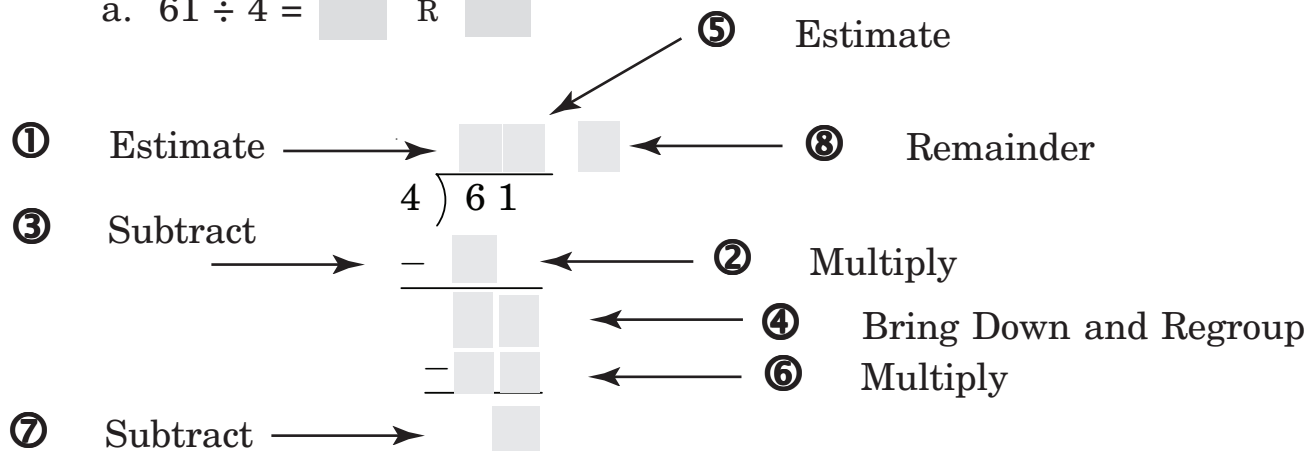 a. 61 ÷ 4 = R
⑤ Estimate
① Estimate
⑧ Remainder
4 ) 6 1
③ Subtract
− ② Multiply
④ Bring Down and Regroup
− ⑥ Multiply
⑦ Subtract